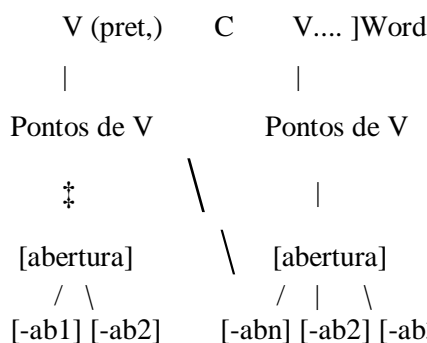 V (pret,) C V.... ]Word
| |
Pontos de V Pontos de V
‡ |
[abertura] [abertura]
/ \ / | \
[-ab1] [-ab2] [-abn] [-ab2]